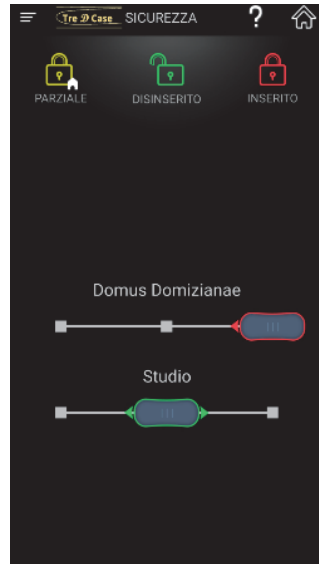 Tre D Case SICUREZZA ?
PARZIALE DISINSERITO INSERITO
Domus Domizianae
Studio